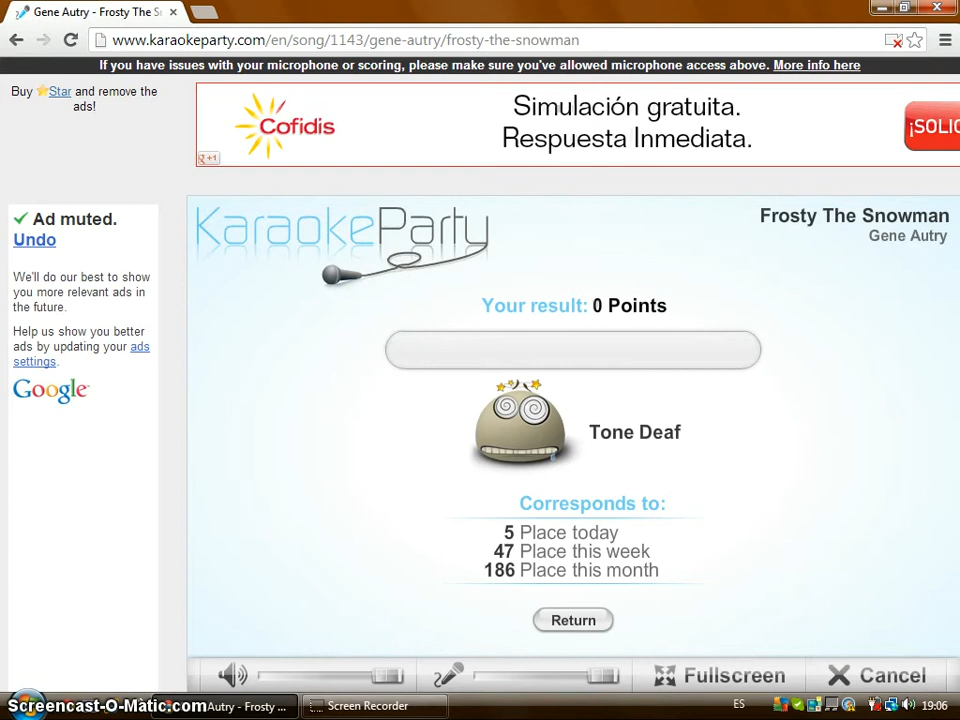 Gene Autry - Frosty The S
www.karaokeparty.com/en/song/1143/gene-autry/frosty-the-snowman
If you have issues with your microphone or scoring, please make sure you've allowed microphone access above. More info here
Buy Star and remove the
ads!
Cofidis
Simulación gratuita.
Respuesta Inmediata.
¡SOLIC
+1
Ad muted.
Undo
We'll do our best to show
you more relevant ads in
the future.
Help us show you better
ads by updating your ads
settings.
Google
KaraokeParty
Frosty The Snowman
Gene Autry
Your result: 0 Points
Tone Deaf
Corresponds to:
5 Place today
47 Place this week
186 Place this month
Return
Fullscreen
Cancel
Screencast-O-Matic.com
Autry - Frosty ...
Screen Recorder
ES
19:06